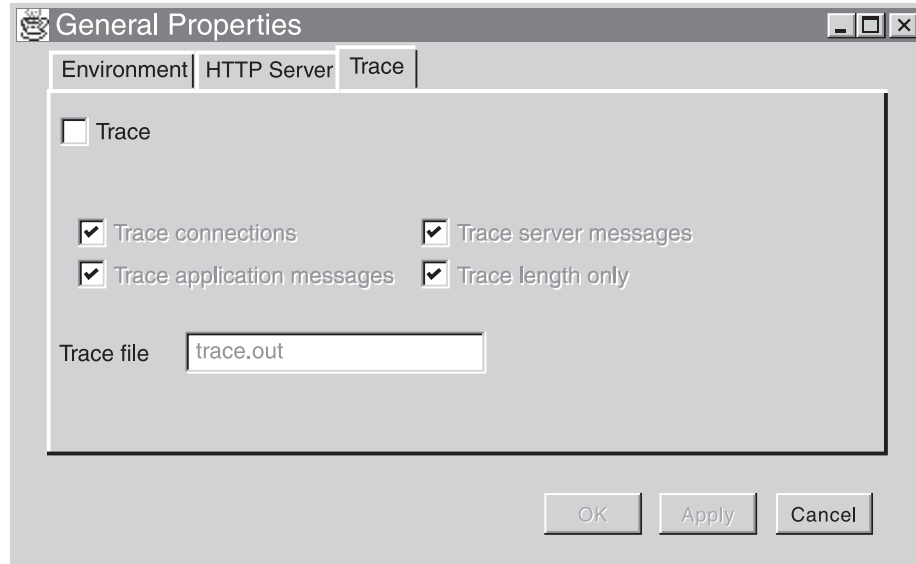 General Properties
Environment HTTP Server Trace
Trace
Trace connections Trace server messages
Trace application messages Trace length only
Trace file trace.out
OK Apply Cancel